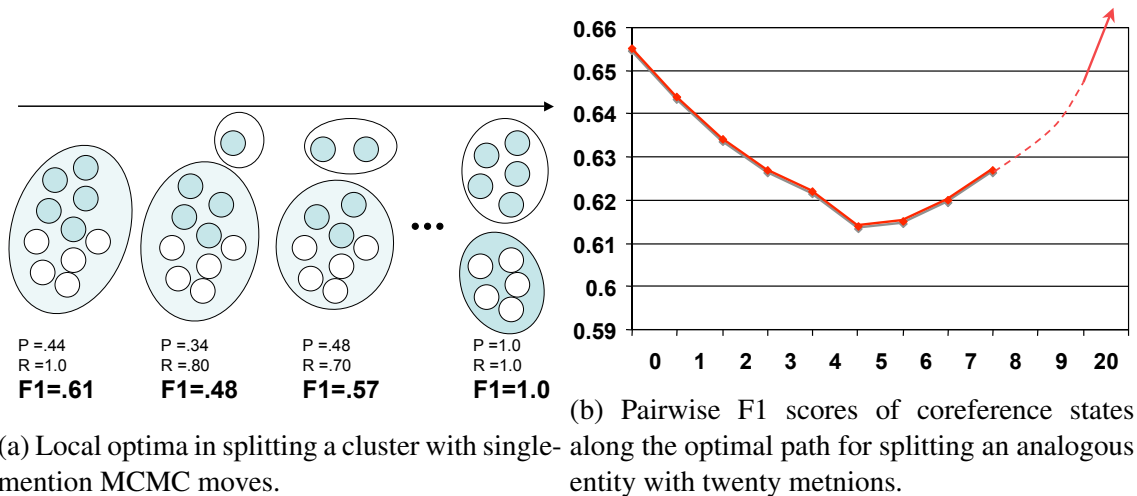 P =.44
R =1.0
F1=.61
P =.34
R =.80
F1=.48
P =.48
R =.70
F1=.57
•••
P =1.0
R =1.0
F1=1.0
(a) Local optima in splitting a cluster with single-
mention MCMC moves.
0.66
0.65
0.64
0.63
0.62
0.61
0.6
0.59
0 1 2 3 4 5 6 7 8 9 20
(b) Pairwise F1 scores of coreference states
along the optimal path for splitting an analogous
entity with twenty metnions.